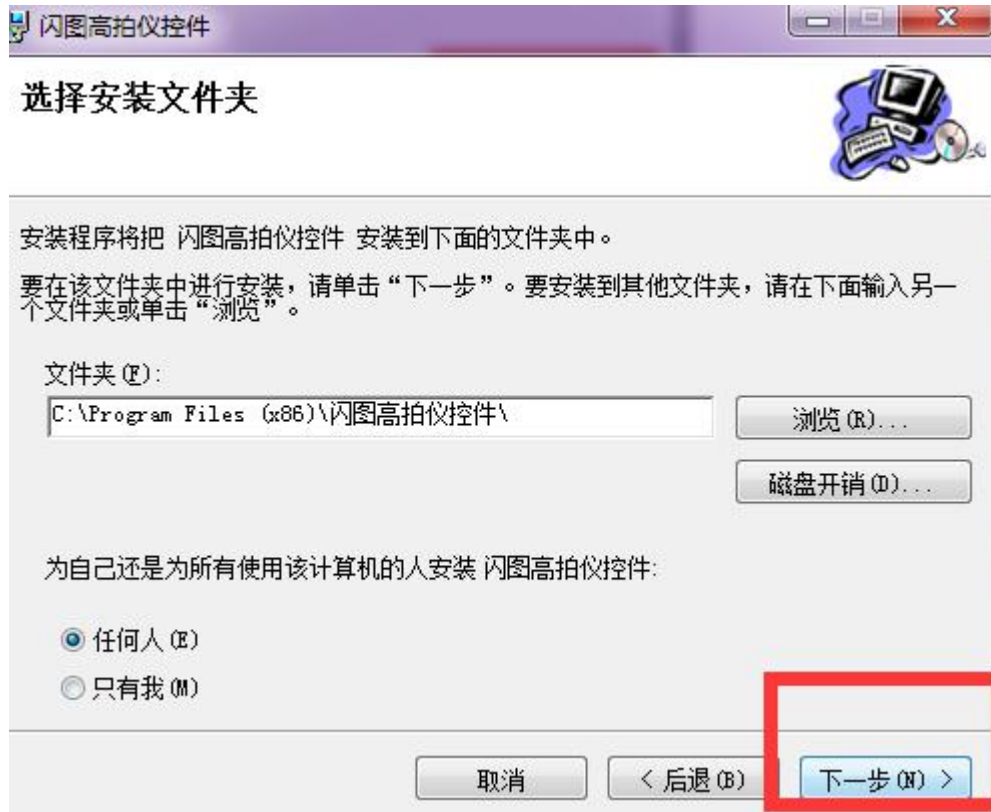 闪图高拍仪控件
选择安装文件夹
安装程序将把 闪图高拍仪控件 安装到下面的文件夹中。
要在该文件夹中进行安装，请单击“下一步”。要安装到其他文件夹，请在下面输入另一
个文件夹或单击“浏览”。
文件夹(F):
C:\Program Files (x86)\闪图高拍仪控件\
浏览(R)...
磁盘开销(D)...
为自己还是为所有使用该计算机的人安装 闪图高拍仪控件:
任何人(E)
只有我(M)
取消
< 后退(B)
下一步(N) >